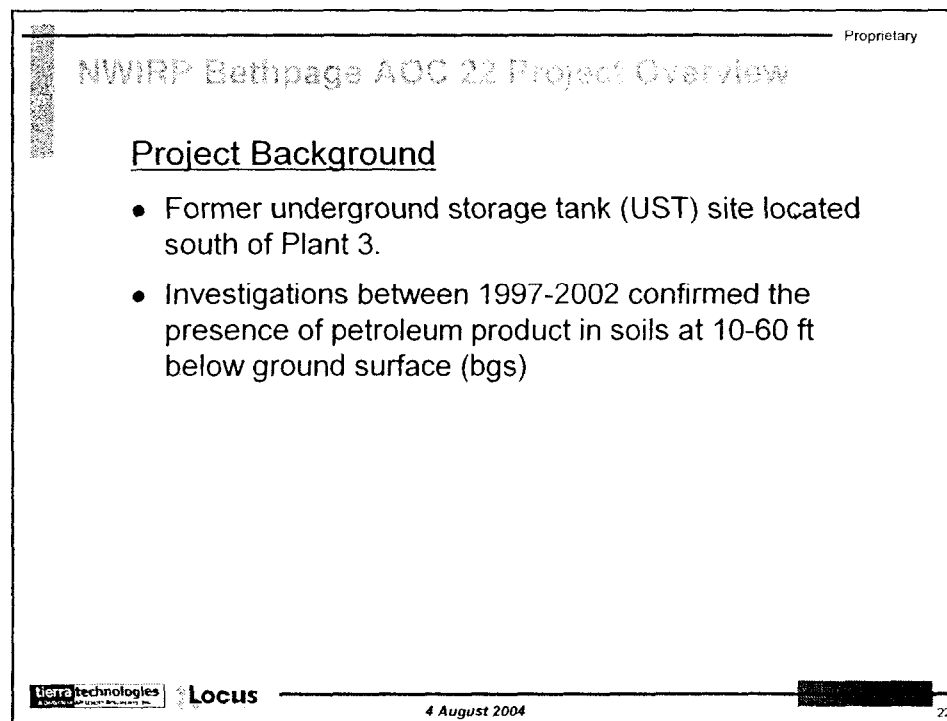 Proprietary
NWIRP Bethpage AOC 22 Project Overview
Project Background
• Former underground storage tank (UST) site located
south of Plant 3.
• Investigations between 1997-2002 confirmed the
presence of petroleum product in soils at 10-60 ft
below ground surface (bgs)
tierra technologies
Locus
4 August 2004
22